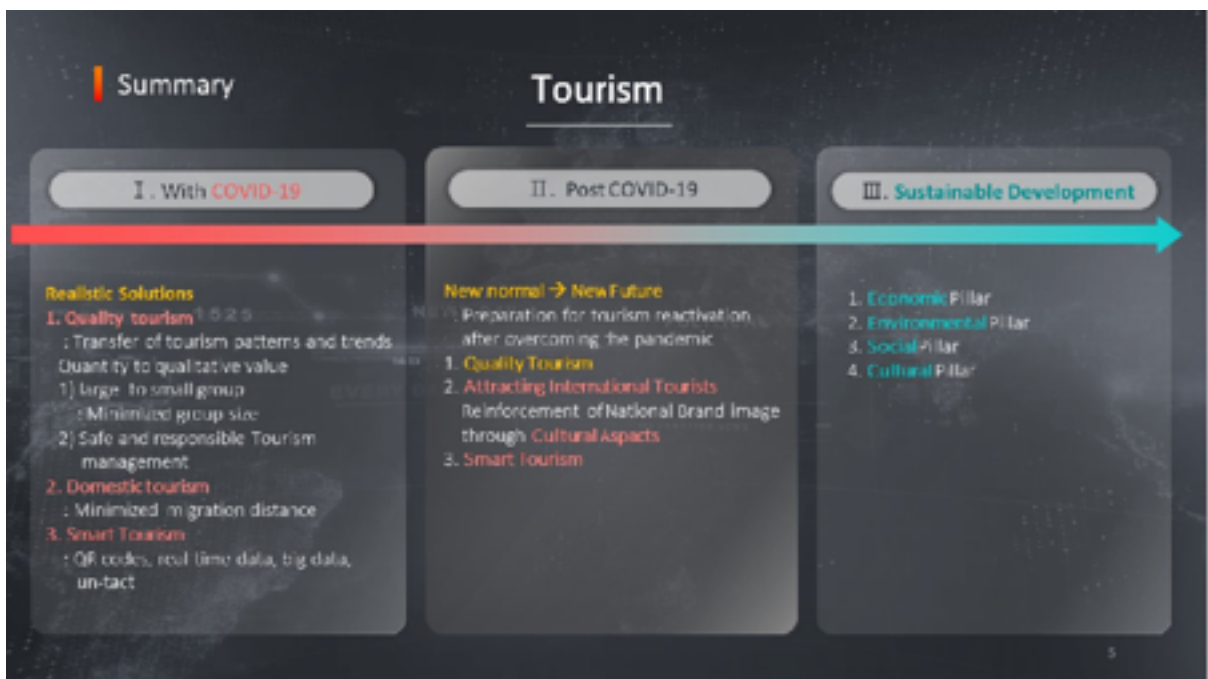 Summary
Tourism
Ⅰ. With COVID-19
Realistic Solutions
1. Quality tourism
: Transfer of tourism patterns and trends
Quantity to qualitative value
1) large to small group
: Minimized group size
2) Safe and responsible Tourism
management
2. Domestic tourism
: Minimized migration distance
3. Smart Tourism
: QR codes, real time data, big data,
un-tact
Ⅱ. Post COVID-19
New normal → New Future
: Preparation for tourism reactivation
after overcoming the pandemic
1. Quality Tourism
2. Attracting International Tourists
Reinforcement of National Brand image
through Cultural Aspacts
3. Smart Tourism
Ⅲ. Sustainable Development
1. Economic Pillar
2. Environmental Pillar
3. Social Pillar
4. Cultural Pillar
5